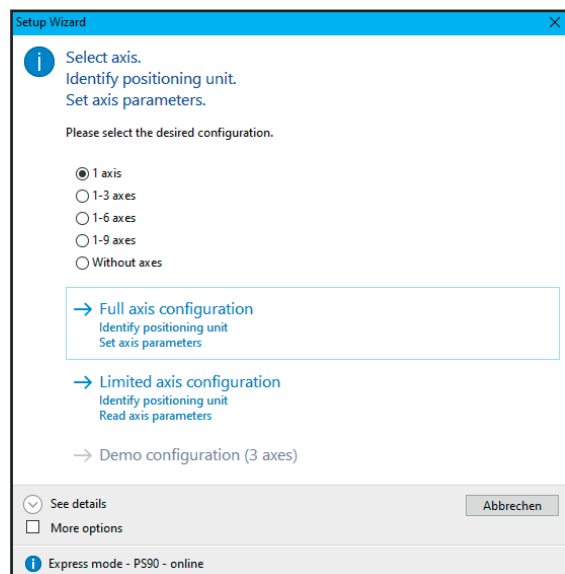 Setup Wizard
Select axis.
Identify positioning unit.
Set axis parameters.
Please select the desired configuration.
1 axis
1-3 axes
1-6 axes
1-9 axes
Without axes
Full axis configuration
Identify positioning unit
Set axis parameters
Limited axis configuration
Identify positioning unit
Read axis parameters
Demo configuration (3 axes)
See details
Abbrechen
More options
Express mode - PS90 - online